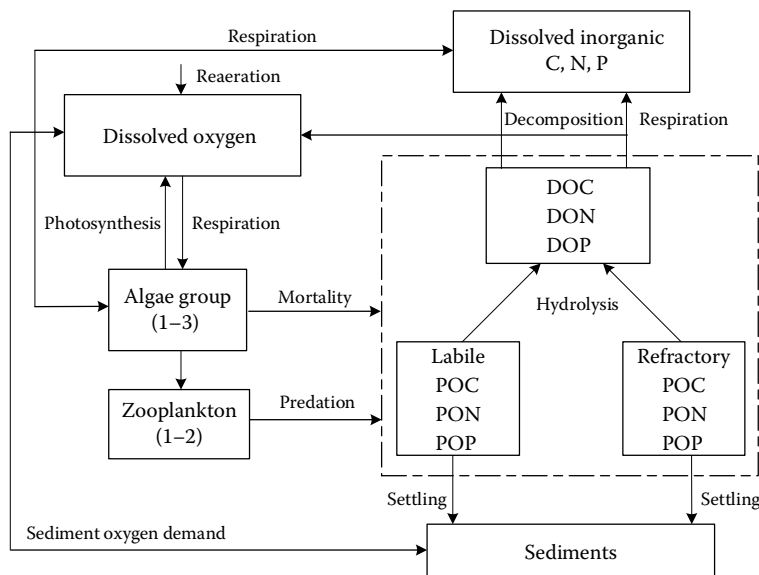 Respiration
Dissolved inorganic
C, N, P
Reaeration
Dissolved oxygen
Decomposition
Respiration
DOC
DON
DOP
Photosynthesis
Respiration
Algae group
(1–3)
Mortality
Hydrolysis
Labile
POC
PON
POP
Refractory
POC
PON
POP
Zooplankton
(1–2)
Predation
Settling
Settling
Sediment oxygen demand
Sediments